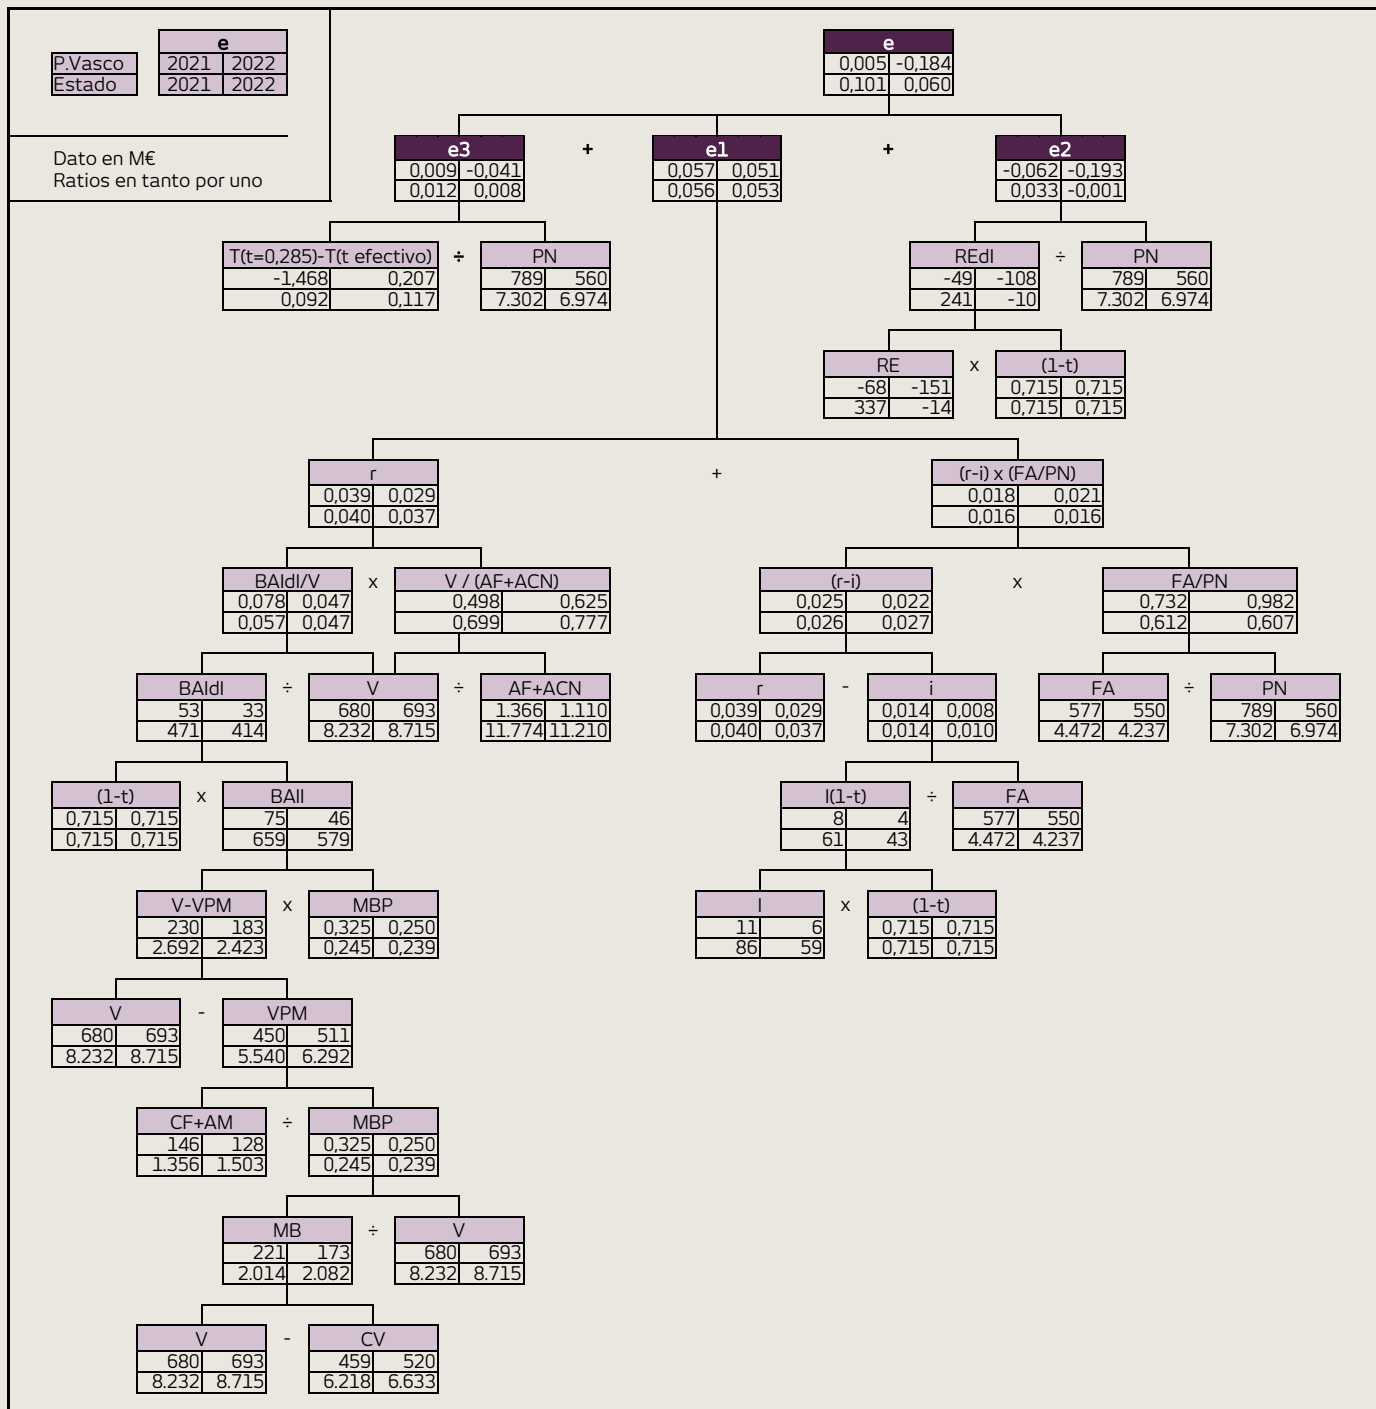 e
P.Vasco 2021 2022
Estado 2021 2022
Dato en M€
Ratios en tanto por uno
e
0,005 -0,184
0,101 0,060
e3 + e1 + e2
0,009 -0,041 0,057 0,051 -0,062 -0,193
0,012 0,008 0,056 0,053 0,033 -0,001
T(t=0,285)-T(t efectivo) ÷ PN REdI ÷ PN
-1,468 0,207 789 560 -49 -108 789 560
0,092 0,117 7.302 6.974 241 -10 7.302 6.974
RE x (1-t)
-68 -151 0,715 0,715
337 -14 0,715 0,715
r + (r-i) x (FA/PN)
0,039 0,029 0,018 0,021
0,040 0,037 0,016 0,016
BAIdI/V x V / (AF+ACN) (r-i) x FA/PN
0,078 0,047 0,498 0,625 0,025 0,022 0,732 0,982
0,057 0,047 0,699 0,777 0,026 0,027 0,612 0,607
BAIdI ÷ V ÷ AF+ACN r - i FA ÷ PN
53 33 680 693 1.366 1.110 0,039 0,029 0,014 0,008 577 550 789 560
471 414 8.232 8.715 11.774 11.210 0,040 0,037 0,014 0,010 4.472 4.237 7.302 6.974
(1-t) x BAII I(1-t) ÷ FA
0,715 0,715 75 46 8 4 577 550
0,715 0,715 659 579 61 43 4.472 4.237
V-VPM x MBP I x (1-t)
230 183 0,325 0,250 11 6 0,715 0,715
2.692 2.423 0,245 0,239 86 59 0,715 0,715
V - VPM
680 693 450 511
8.232 8.715 5.540 6.292
CF+AM ÷ MBP
146 128 0,325 0,250
1.356 1.503 0,245 0,239
MB ÷ V
221 173 680 693
2.014 2.082 8.232 8.715
V - CV
680 693 459 520
8.232 8.715 6.218 6.633